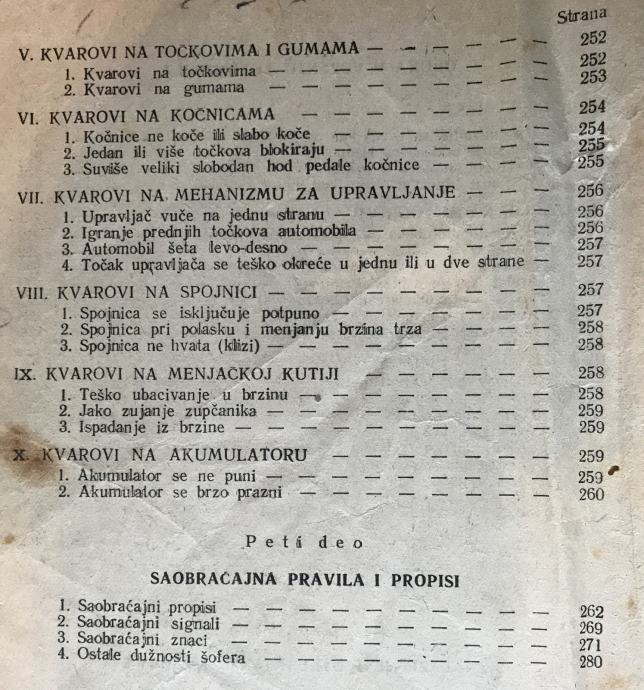 Strana
V. KVAROVI NA TOČKOVIMA I GUMAMA — — — — — — — 252
1. Kvarovi na točkovima — — — — — — — — — — 252
2. Kvarovi na gumama — — — — — — — — — — 253
VI. KVAROVI NA KOČNICAMA — — — — — — — — — 254
1. Kočnice ne koče ili slabo koče — — — — — — — — 254
2. Jedan ili više točkova blokiraju — — — — — — — 255
3. Suviše veliki slobodan hod pedale kočnice — — — — — 255
VII. KVAROVI NA MEHANIZMU ZA UPRAVLJANJE — — — 256
1. Upravljač vuče na jednu stranu — — — — — — — 256
2. Igranje prednjih točkova automobila — — — — — — 256
3. Automobil šeta levo-desno — — — — — — — — 257
4. Točak upravljača se teško okreće u jednu ili u dve strane — 257
VIII. KVAROVI NA SPOJNICI — — — — — — — — — 257
1. Spojnica se isključuje potpuno — — — — — — — 257
2. Spojnica pri polasku i menjanju brzina trza — — — — 258
3. Spojnica ne hvata (klizi) — — — — — — — — — 258
IX. KVAROVI NA MENJAČKOJ KUTIJI — — — — — — 258
1. Teško ubacivanje u brzinu — — — — — — — — 258
2. Jako zujanje zupčanika — — — — — — — — — 259
3. Ispadanje iz brzine — — — — — — — — — — 259
X. KVAROVI NA AKUMULATORU — — — — — — — 259
1. Akumulator se ne puni — — — — — — — — — 259
2. Akumulator se brzo prazni — — — — — — — — 260
Peti deo
SAOBRAĆAJNA PRAVILA I PROPISI
1. Saobraćajni propisi — — — — — — — — — — 262
2. Saobraćajni signali — — — — — — — — — — 269
3. Saobraćajni znaci — — — — — — — — — — 271
4. Ostale dužnosti šofera — — — — — — — — — 280